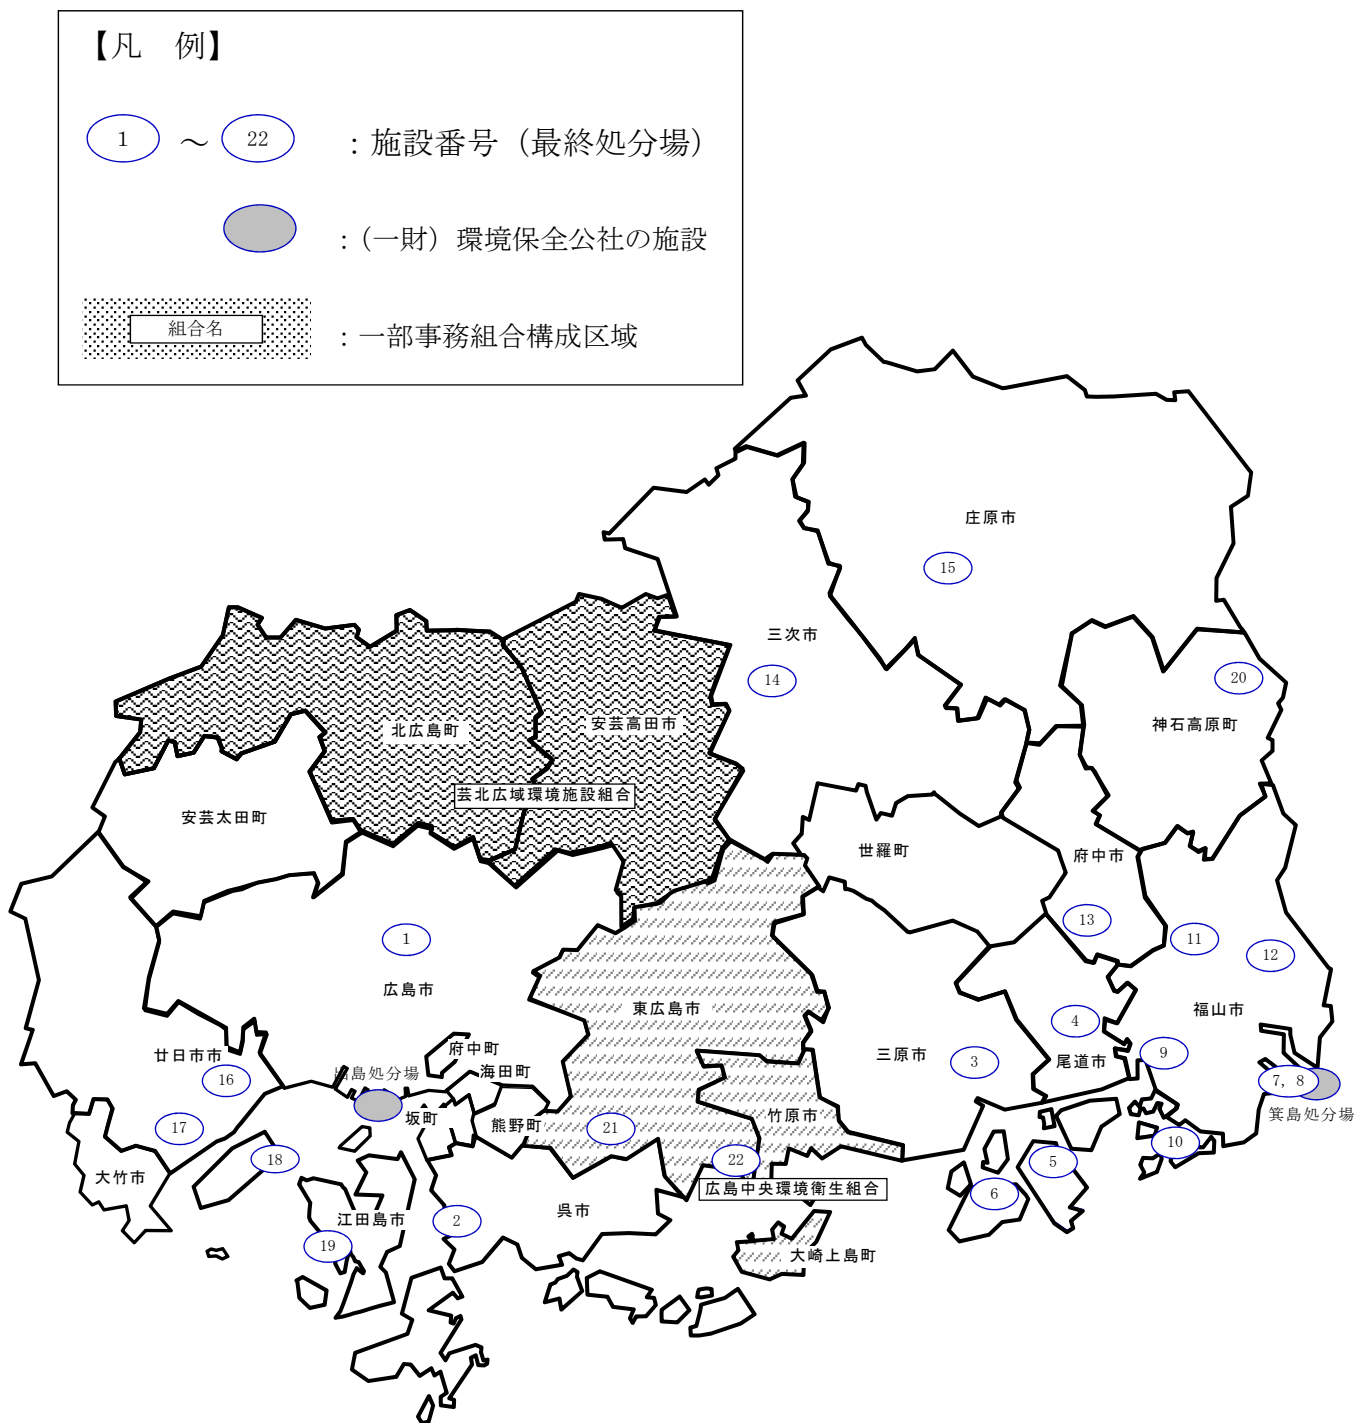 【凡　例】
1 ～ 22 ：施設番号（最終処分場）
：（一財）環境保全公社の施設
組合名 ：一部事務組合構成区域
庄原市
15
三次市
14
20
神石高原町
北広島町
安芸高田市
芸北広域環境施設組合
安芸太田町
世羅町
府中市
13
11
12
1
広島市
東広島市
福山市
4
尾道市
9
三原市
3
府中町
海田町
廿日市市
16
出島処分場
7, 8
箕島処分場
坂町
熊野町
竹原市
21
17
10
大竹市
18
22
5
広島中央環境衛生組合
6
江田島市
2
呉市
19
大崎上島町